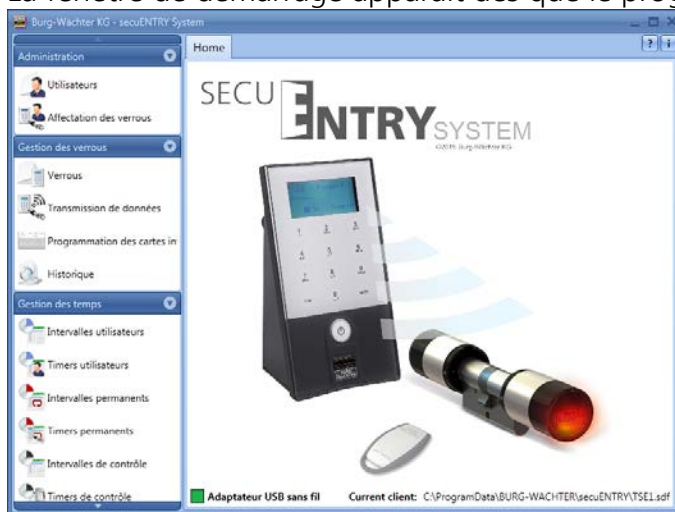 La fenêtre de démarrage apparaît dès que le prog
Burg-Wächter KG - secuENTRY System
Administration
Utilisateurs
Affectation des verrous
Gestion des verrous
Verrous
Transmission de données
Programmation des cartes in
Historique
Gestion des temps
Intervalles utilisateurs
Timers utilisateurs
Intervalles permanents
Timers permanents
Intervalles de contrôle
Timers de contrôle
Home
? i
SECU ENTRY SYSTEM
Adaptateur USB sans fil Current client: C:\ProgramData\BURG-WACHTER\secuENTRY\TSE1.sdf